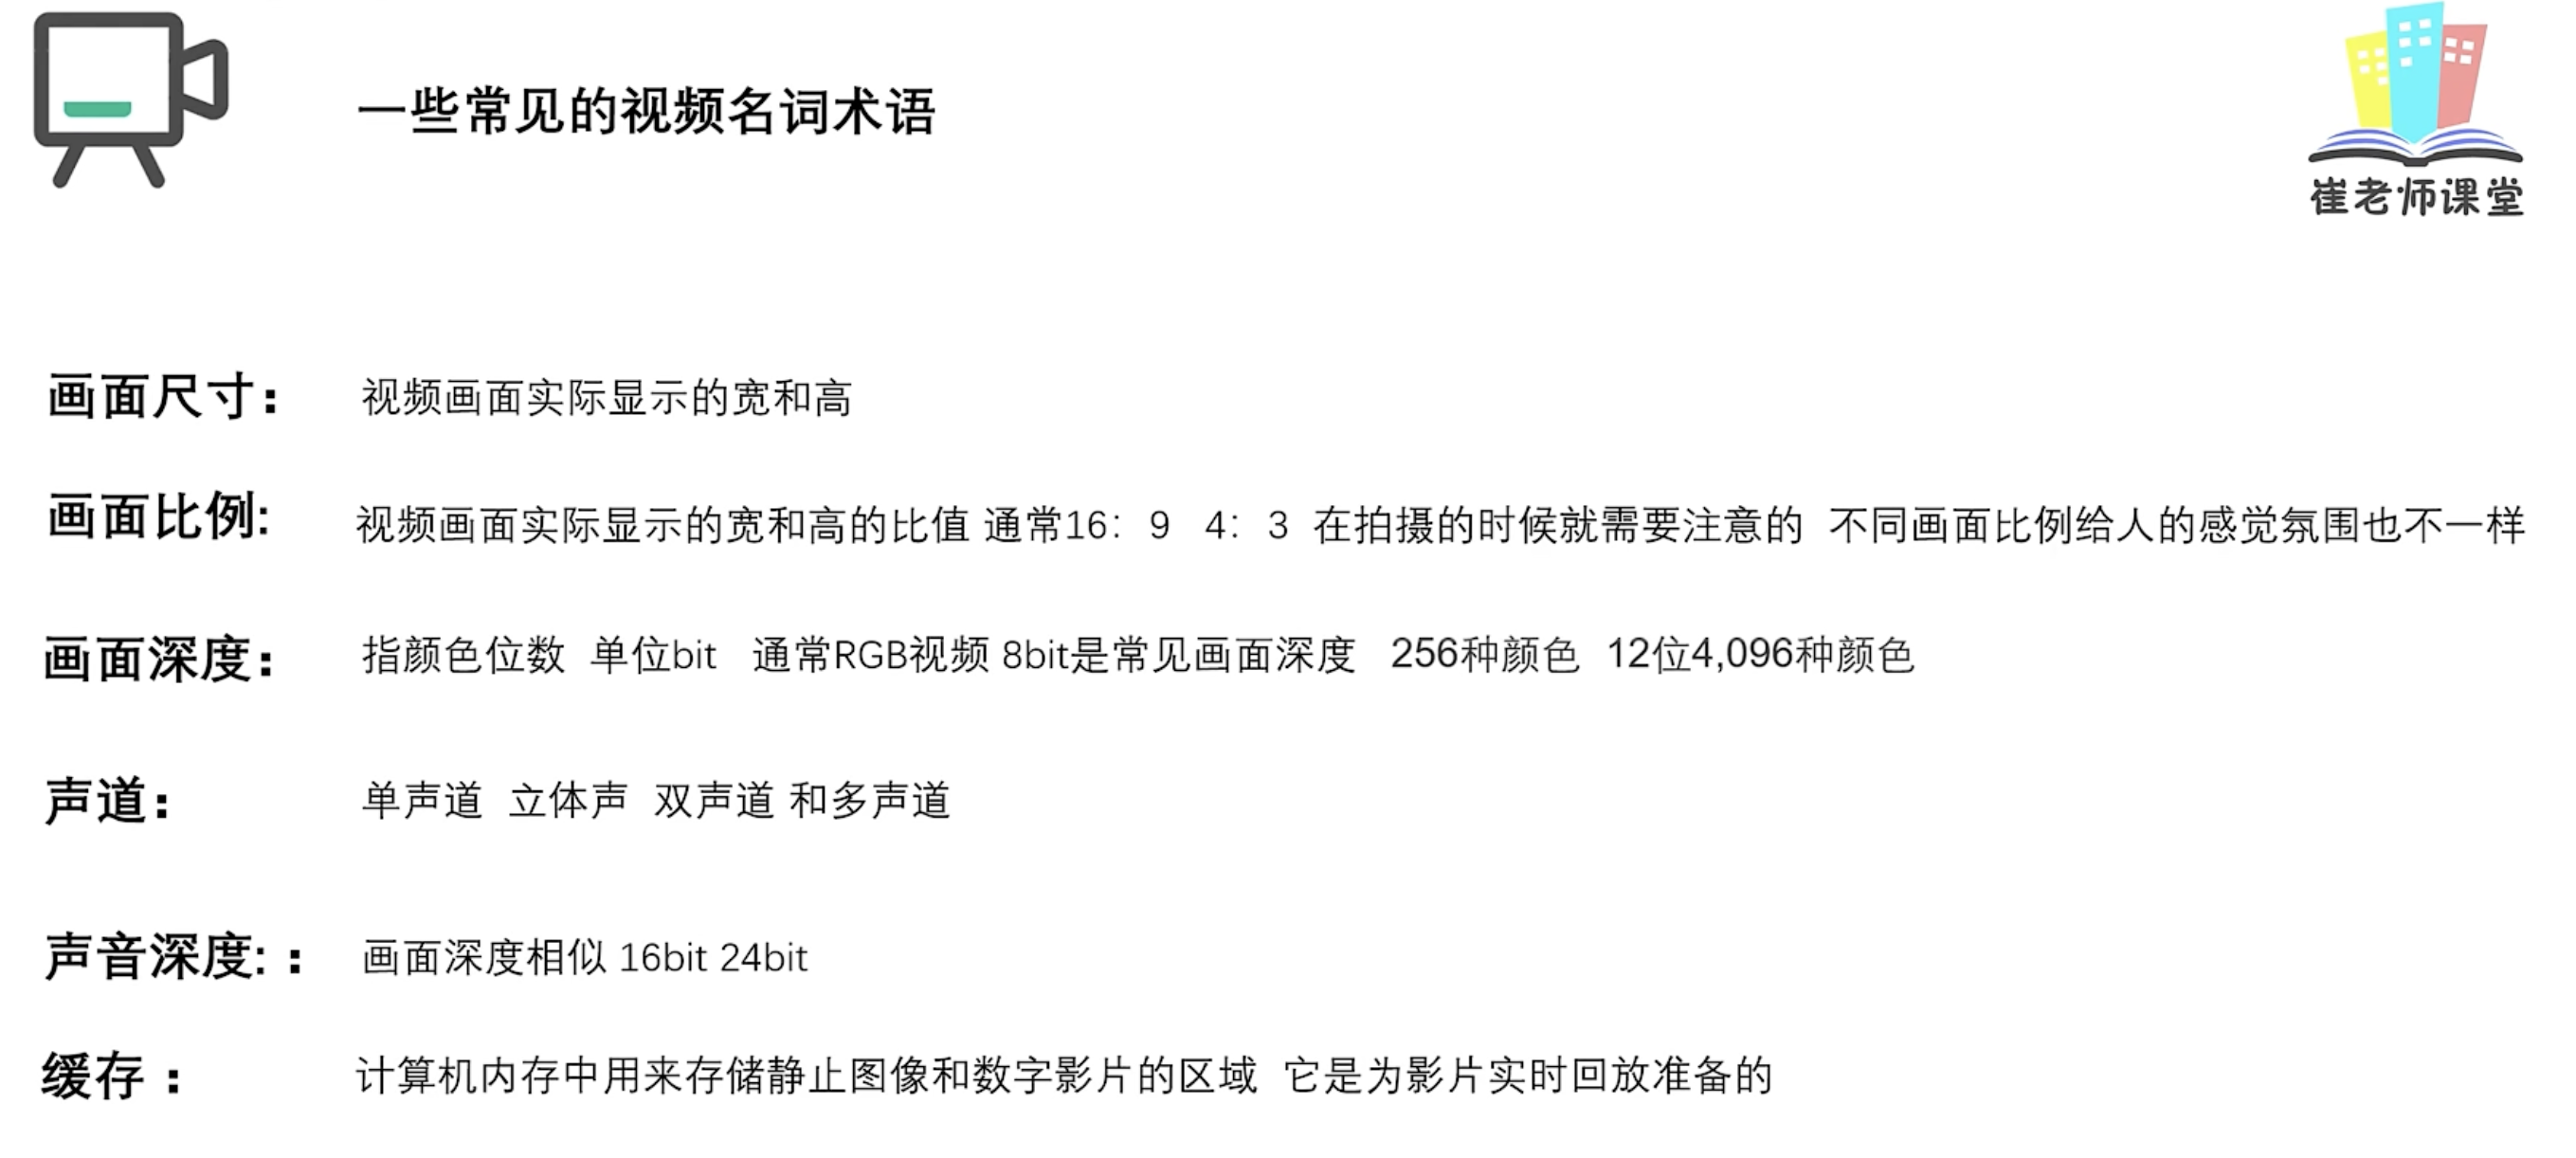 一些常见的视频名词术语
崔老师课堂
画面尺寸： 视频画面实际显示的宽和高
画面比例: 视频画面实际显示的宽和高的比值 通常16：9 4：3 在拍摄的时候就需要注意的 不同画面比例给人的感觉氛围也不一样
画面深度： 指颜色位数 单位bit 通常RGB视频 8bit是常见画面深度 256种颜色 12位4,096种颜色
声道： 单声道 立体声 双声道 和多声道
声音深度:： 画面深度相似 16bit 24bit
缓存 ： 计算机内存中用来存储静止图像和数字影片的区域 它是为影片实时回放准备的